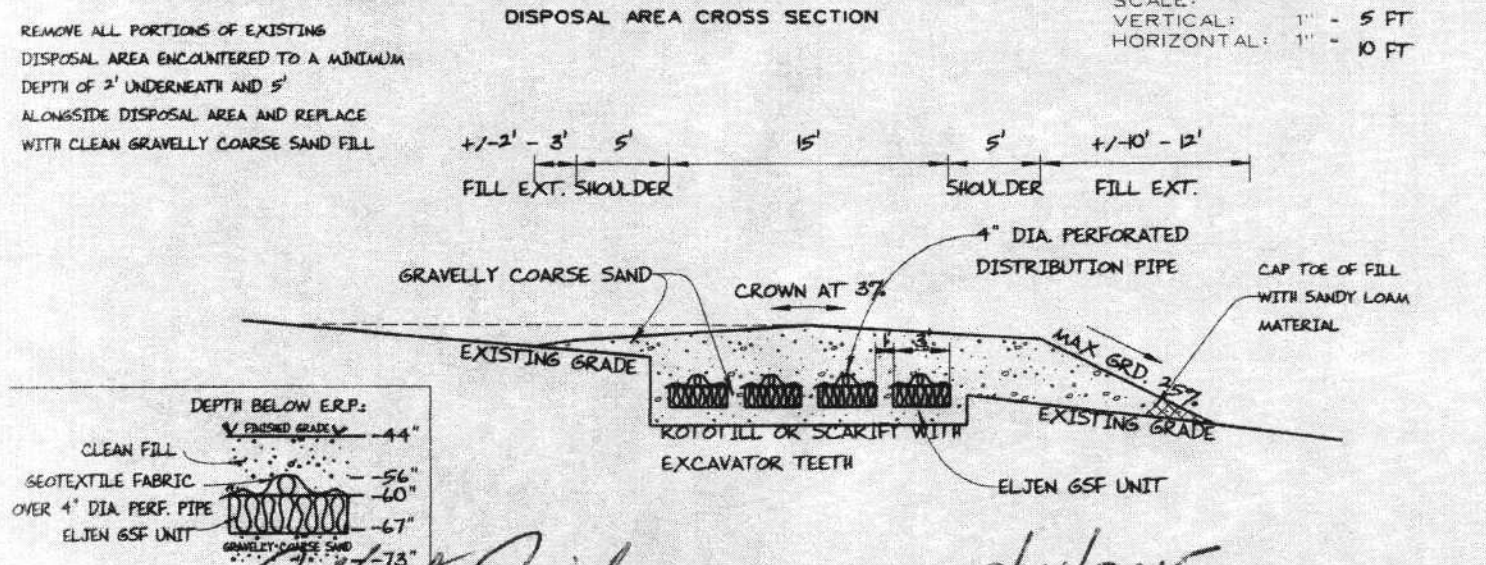 DISPOSAL AREA CROSS SECTION
SCALE:
VERTICAL: 1" - 5 FT
HORIZONTAL: 1" - 10 FT
REMOVE ALL PORTIONS OF EXISTING
DISPOSAL AREA ENCOUNTERED TO A MINIMUM
DEPTH OF 2' UNDERNEATH AND 5'
ALONGSIDE DISPOSAL AREA AND REPLACE
WITH CLEAN GRAVELLY COARSE SAND FILL
+/-2' - 3' 5' 15' 5' +/-10' - 12'
FILL EXT. SHOULDER SHOULDER FILL EXT.
4" DIA. PERFORATED
DISTRIBUTION PIPE
GRAVELLY COARSE SAND
CROWN AT 3%
CAP TOE OF FILL
WITH SANDY LOAM
MATERIAL
1' 3'
MAX GRD. 25%
EXISTING GRADE
EXISTING GRADE
ROTOTILL OR SCARIFY WITH
EXCAVATOR TEETH
ELJEN GSF UNIT
DEPTH BELOW E.R.P.:
FINISHED GRADE -44"
CLEAN FILL
GEOTEXTILE FABRIC -56"
-60"
OVER 4" DIA. PERF. PIPE
ELJEN GSF UNIT -67"
GRAVELLY COARSE SAND
-73"